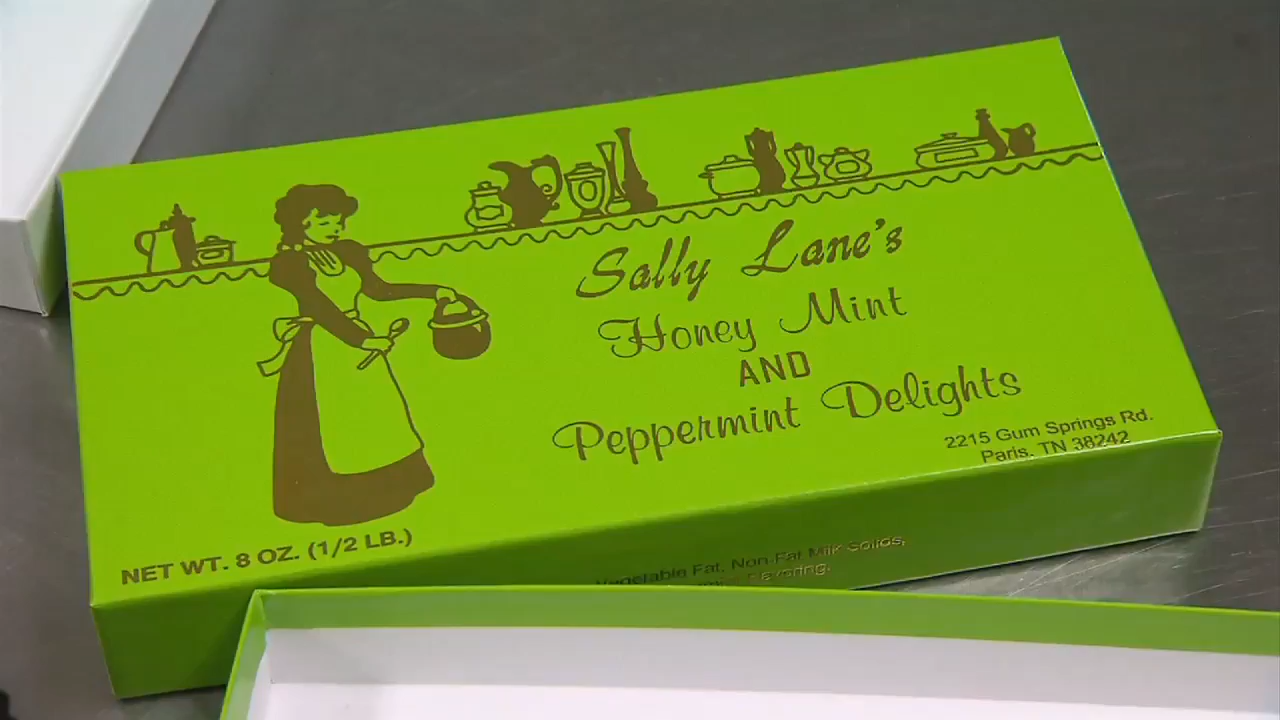 Sally Lane's
Honey Mint
AND
Peppermint Delights
2215 Gum Springs Rd.
Paris, TN 38242
NET WT. 8 OZ. (1/2 LB.)
Vegetable Fat, Non-Fat Milk Solids,
Flavoring.